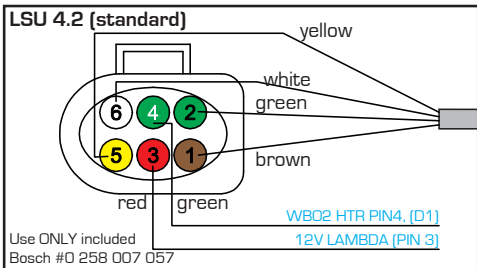 LSU 4.2 (standard)
yellow
white
green
6 4 2
5 3 1
brown
red green
WBO2 HTR PIN4, (D1)
12V LAMBDA (PIN 3)
Use ONLY included
Bosch #0 258 007 057